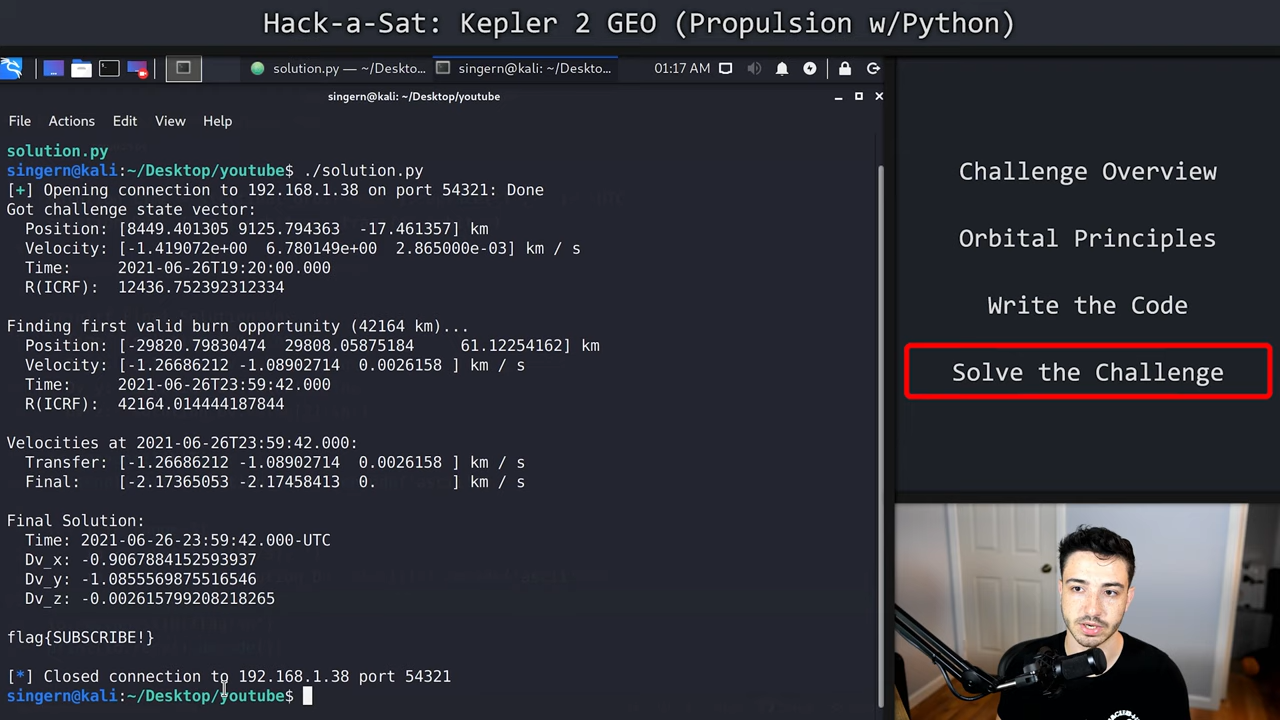 Hack-a-Sat: Kepler 2 GEO (Propulsion w/Python)
solution.py — ~/Deskto...
singern@kali: ~/Deskto...
01:17 AM
singern@kali: ~/Desktop/youtube
File Actions Edit View Help
solution.py
singern@kali:~/Desktop/youtube$ ./solution.py
[+] Opening connection to 192.168.1.38 on port 54321: Done
Got challenge state vector:
Position: [8449.401305 9125.794363 -17.461357] km
Velocity: [-1.419072e+00 6.780149e+00 2.865000e-03] km / s
Time: 2021-06-26T19:20:00.000
R(ICRF): 12436.752392312334
Finding first valid burn opportunity (42164 km)...
Position: [-29820.79830474 29808.05875184 61.12254162] km
Velocity: [-1.26686212 -1.08902714 0.0026158 ] km / s
Time: 2021-06-26T23:59:42.000
R(ICRF): 42164.014444187844
Velocities at 2021-06-26T23:59:42.000:
Transfer: [-1.26686212 -1.08902714 0.0026158 ] km / s
Final: [-2.17365053 -2.17458413 0. ] km / s
Final Solution:
Time: 2021-06-26-23:59:42.000-UTC
Dv_x: -0.9067884152593937
Dv_y: -1.0855569875516546
Dv_z: -0.002615799208218265
flag{SUBSCRIBE!}
[*] Closed connection to 192.168.1.38 port 54321
singern@kali:~/Desktop/youtube$
Challenge Overview
Orbital Principles
Write the Code
Solve the Challenge